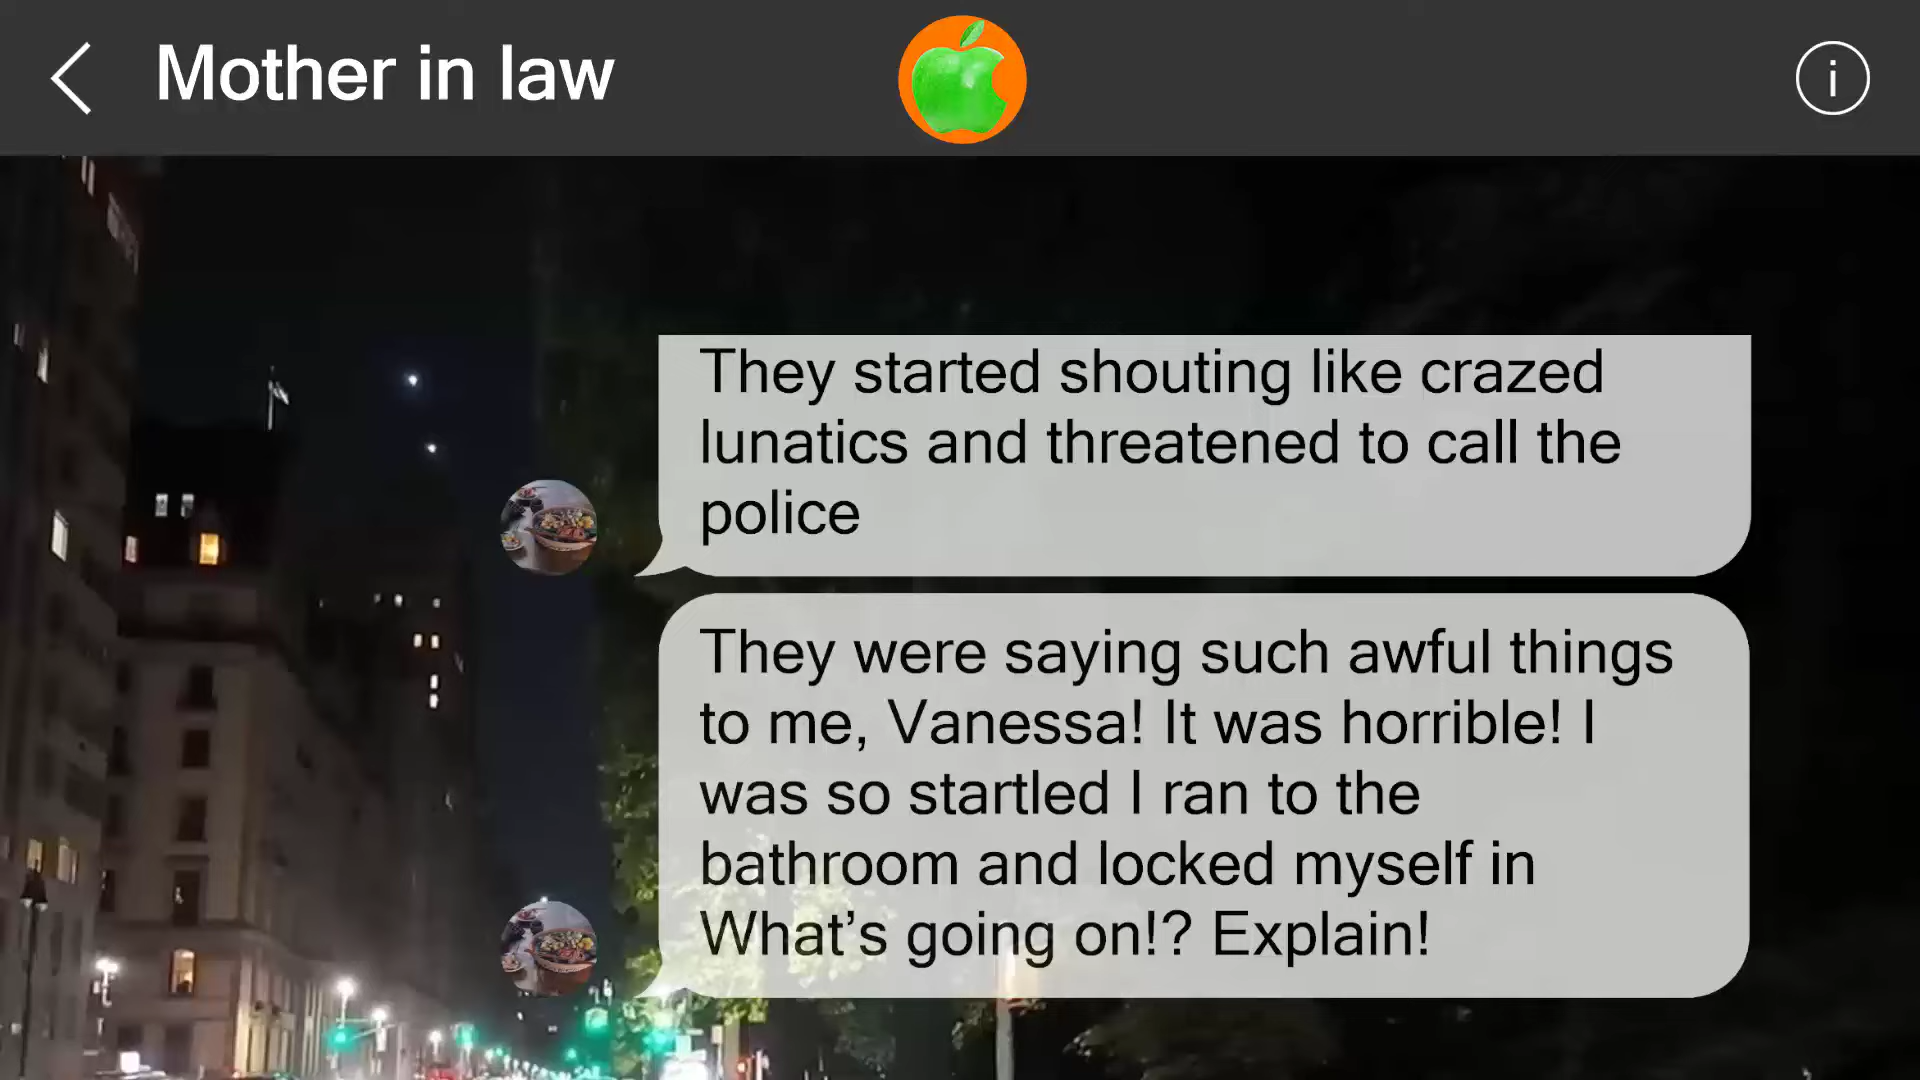 Mother in law
They started shouting like crazed
lunatics and threatened to call the
police
They were saying such awful things
to me, Vanessa! It was horrible! I
was so startled I ran to the
bathroom and locked myself in
What’s going on!? Explain!